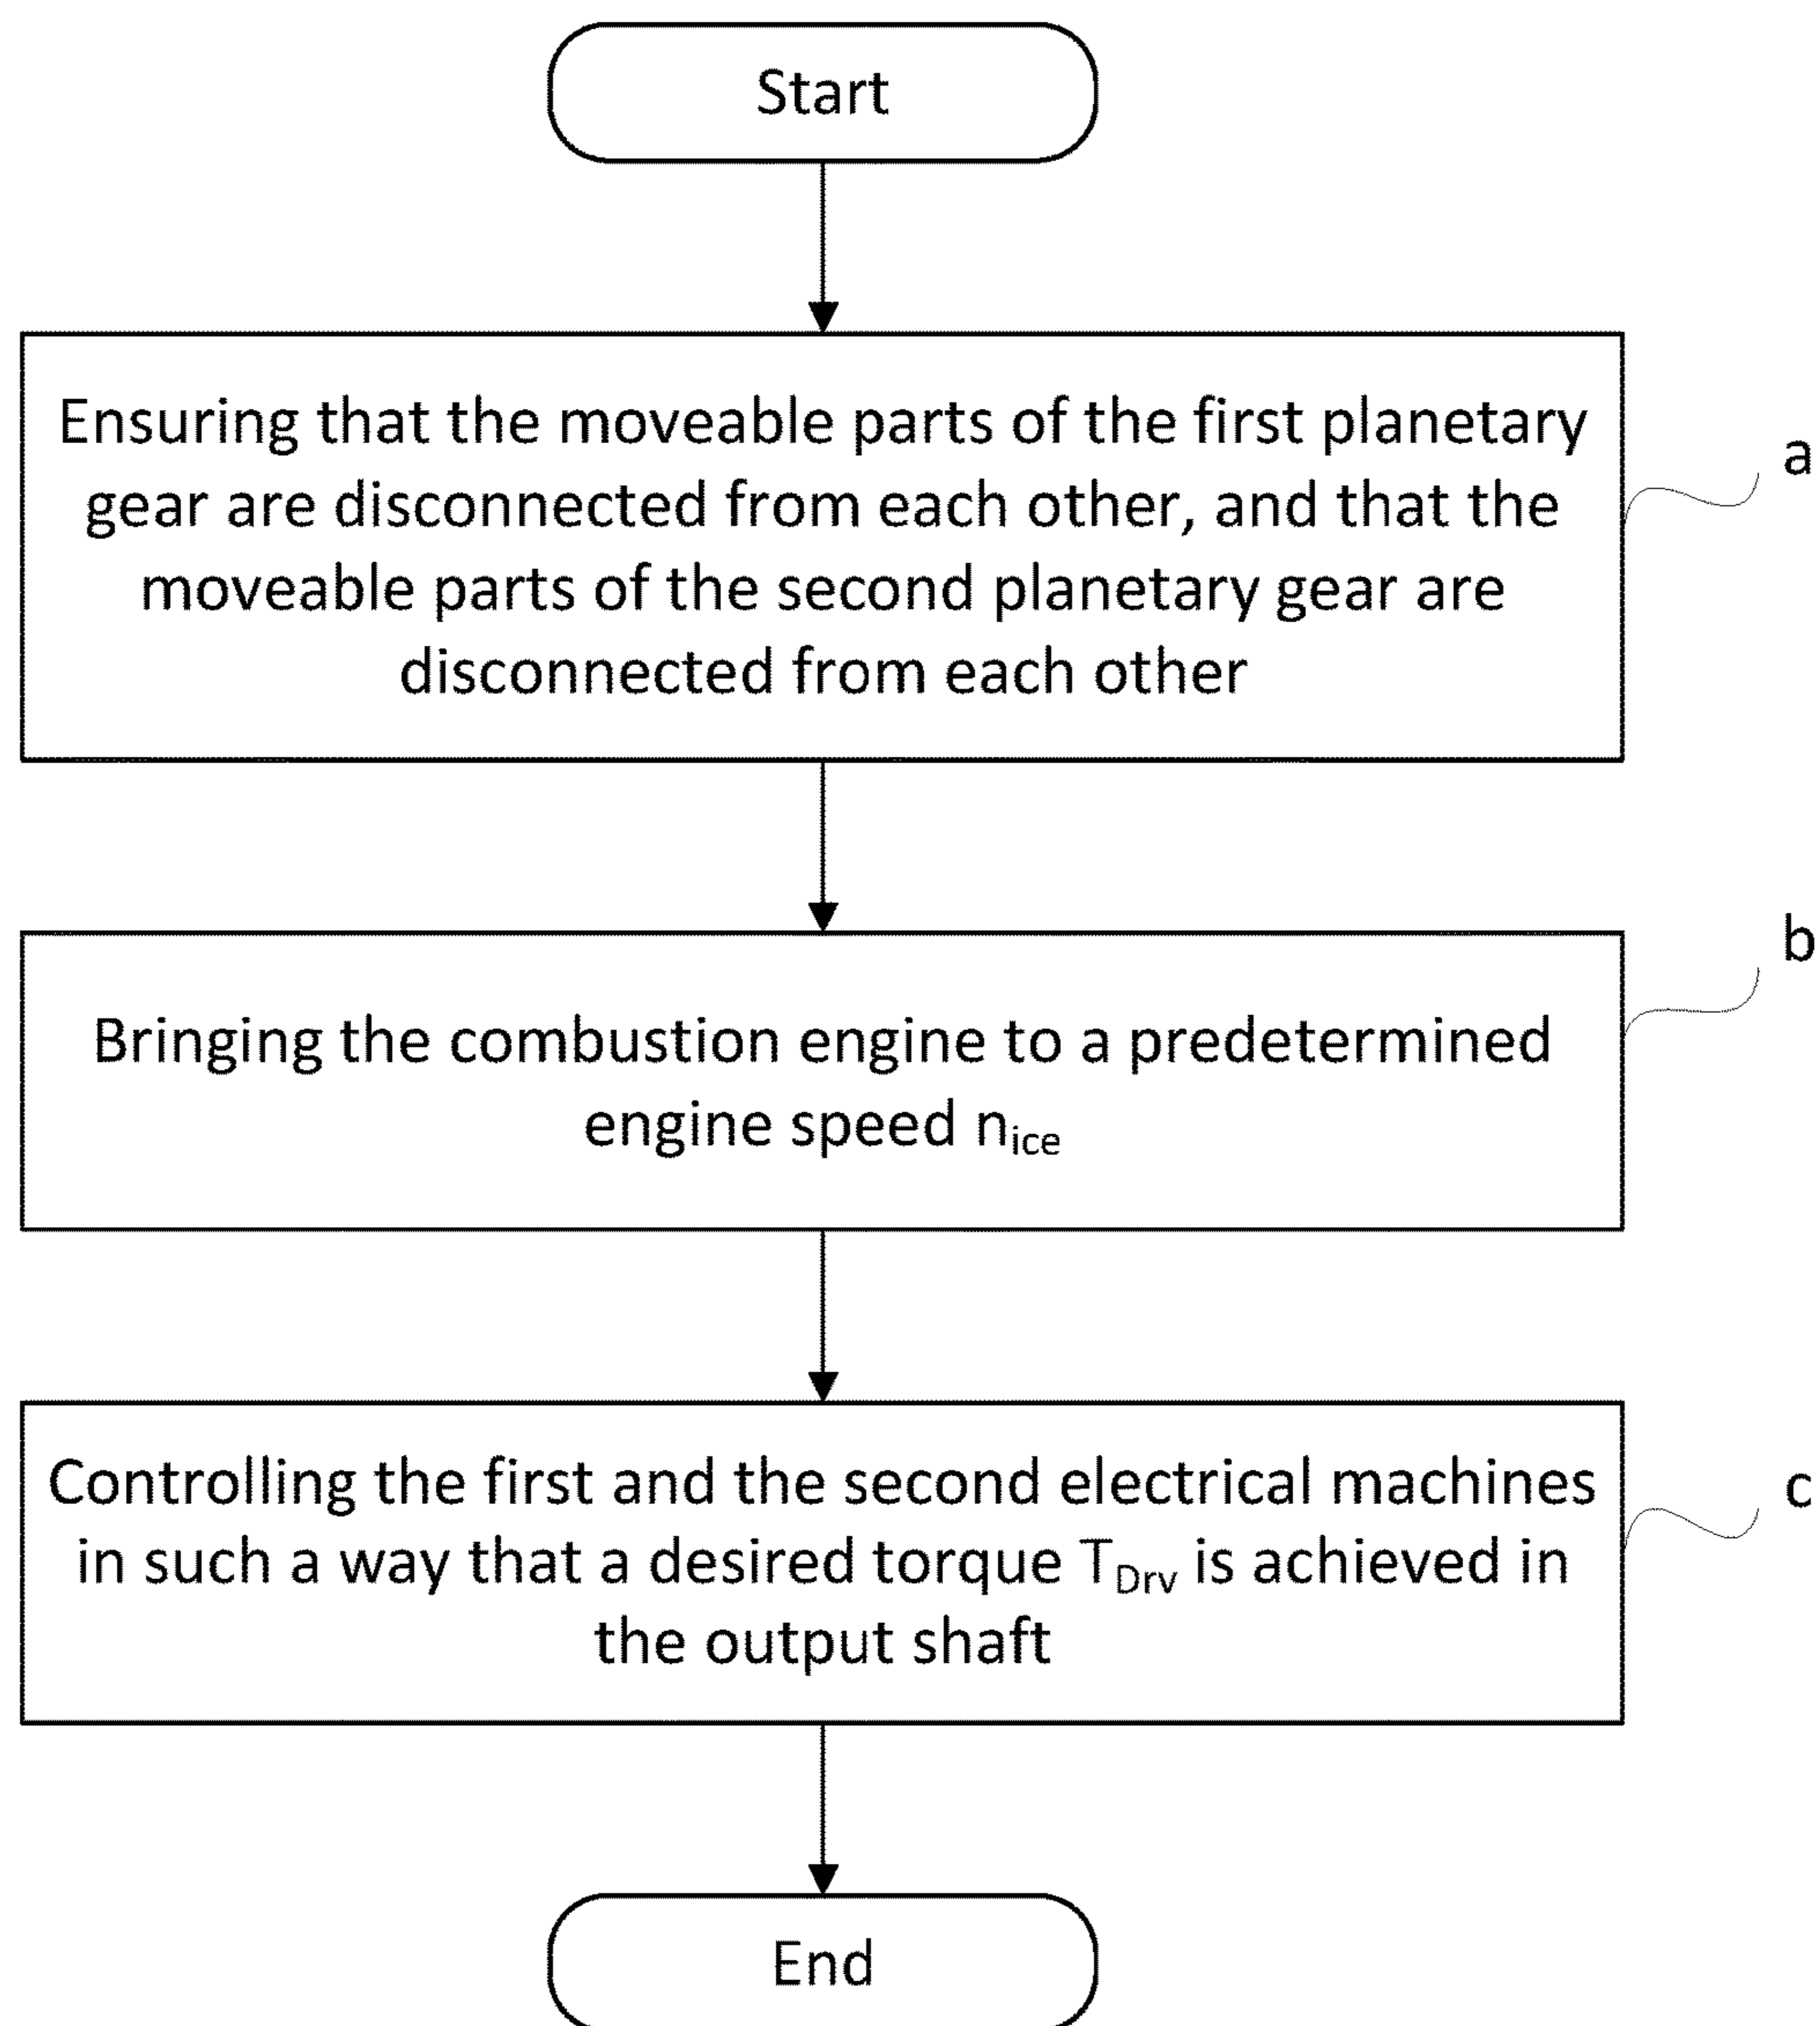 Start
Ensuring that the moveable parts of the first planetary
gear are disconnected from each other, and that the
moveable parts of the second planetary gear are
disconnected from each other
a
Bringing the combustion engine to a predetermined
engine speed nice
b
Controlling the first and the second electrical machines
in such a way that a desired torque TDrv is achieved in
the output shaft
c
End